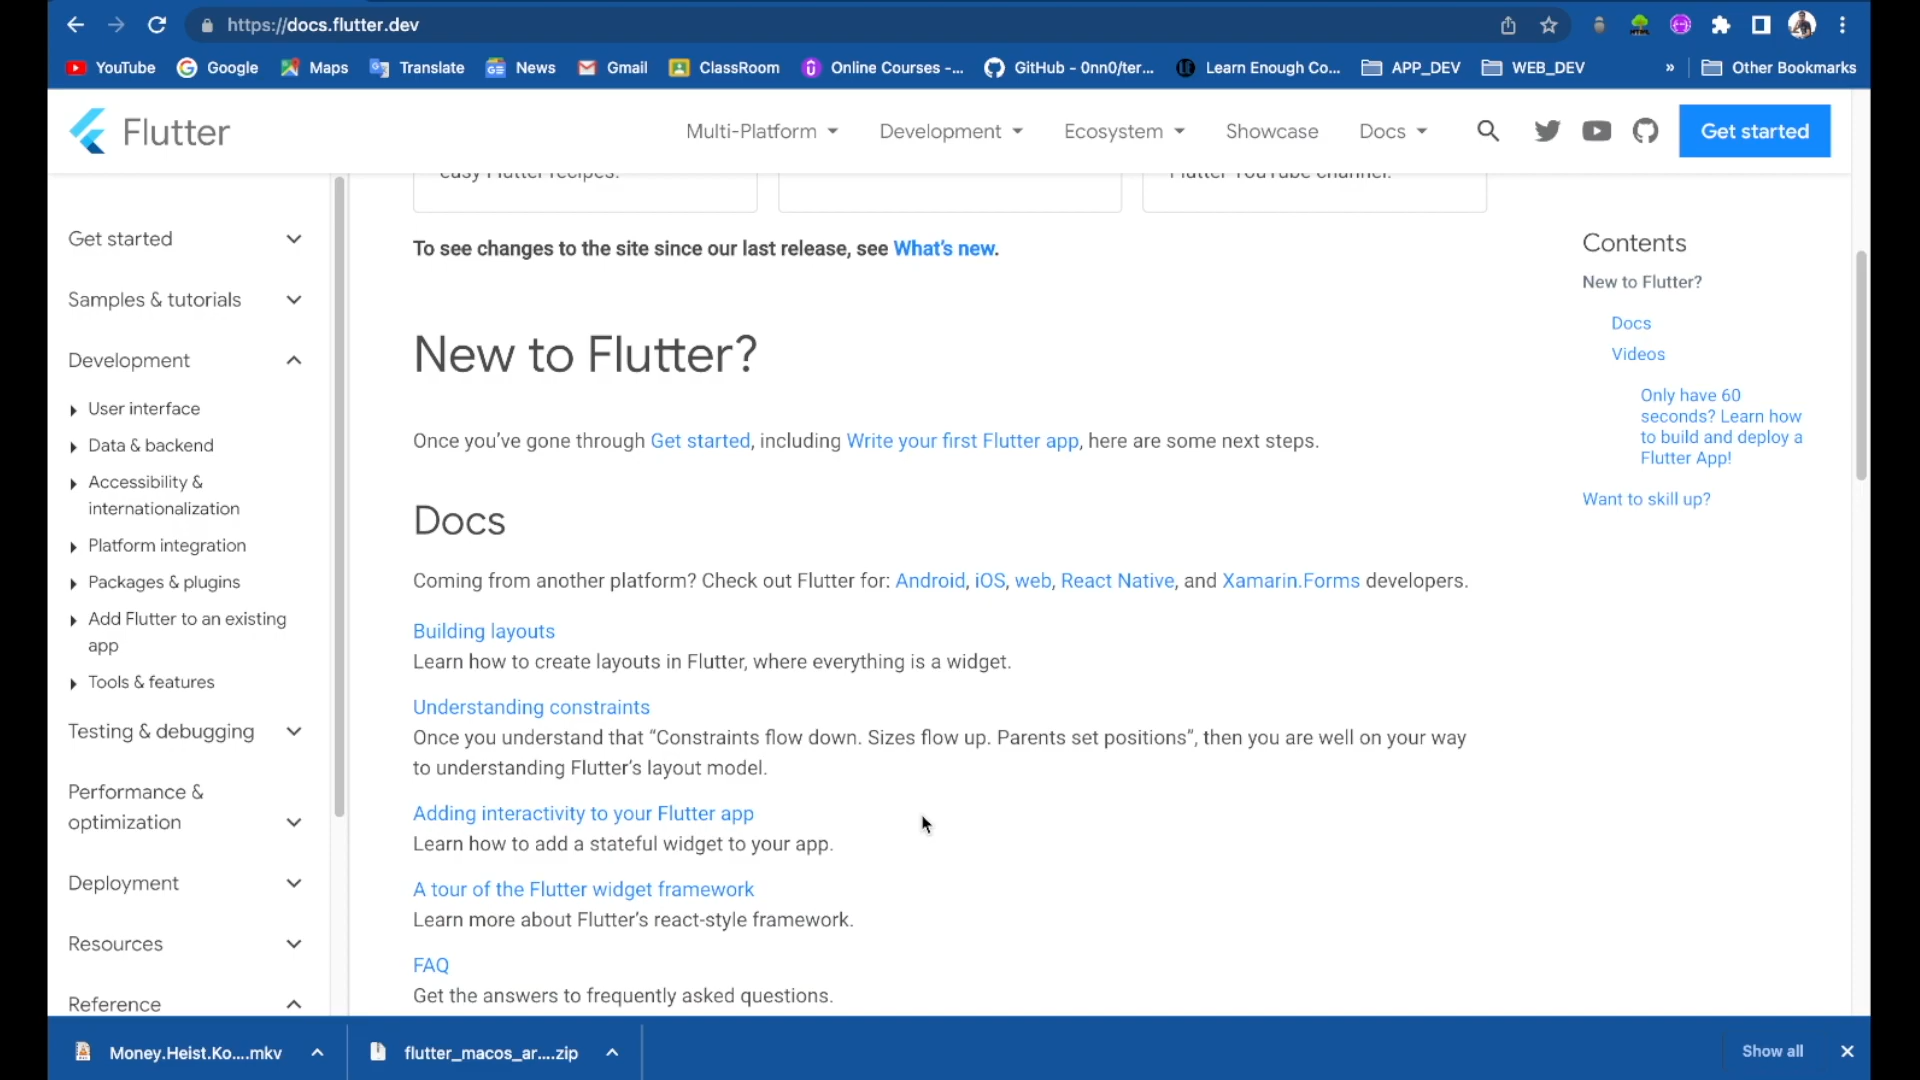 https://docs.flutter.dev
YouTube
Google
Maps
Translate
News
Gmail
ClassRoom
Online Courses -...
GitHub - 0nn0/ter...
Learn Enough Co...
APP_DEV
WEB_DEV
»
Other Bookmarks
Flutter
Multi-Platform
Development
Ecosystem
Showcase
Docs
Get started
easy Flutter recipes.
Flutter YouTube channel.
Get started
Samples & tutorials
Development
User interface
Data & backend
Accessibility &
internationalization
Platform integration
Packages & plugins
Add Flutter to an existing
app
Tools & features
Testing & debugging
Performance &
optimization
Deployment
Resources
Reference
To see changes to the site since our last release, see What’s new.
New to Flutter?
Once you’ve gone through Get started, including Write your first Flutter app, here are some next steps.
Docs
Coming from another platform? Check out Flutter for: Android, iOS, web, React Native, and Xamarin.Forms developers.
Building layouts
Learn how to create layouts in Flutter, where everything is a widget.
Understanding constraints
Once you understand that “Constraints flow down. Sizes flow up. Parents set positions”, then you are well on your way
to understanding Flutter’s layout model.
Adding interactivity to your Flutter app
Learn how to add a stateful widget to your app.
A tour of the Flutter widget framework
Learn more about Flutter’s react-style framework.
FAQ
Get the answers to frequently asked questions.
Contents
New to Flutter?
Docs
Videos
Only have 60
seconds? Learn how
to build and deploy a
Flutter App!
Want to skill up?
Money.Heist.Ko....mkv
flutter_macos_ar....zip
Show all